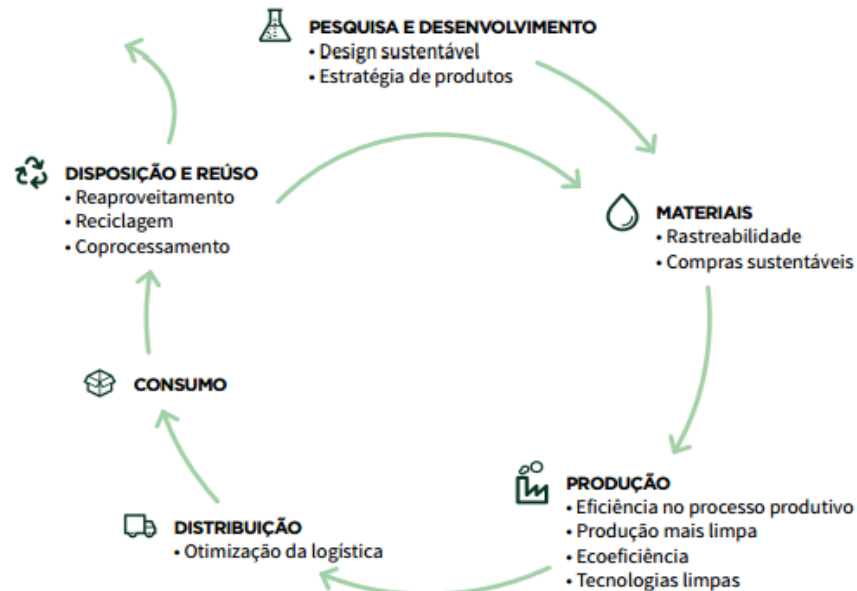 PESQUISA E DESENVOLVIMENTO
• Design sustentável
• Estratégia de produtos
DISPOSIÇÃO E REÚSO
• Reaproveitamento
• Reciclagem
• Coprocessamento
MATERIAIS
• Rastreabilidade
• Compras sustentáveis
CONSUMO
PRODUÇÃO
• Eficiência no processo produtivo
• Produção mais limpa
• Ecoeficiência
• Tecnologias limpas
DISTRIBUIÇÃO
• Otimização da logística